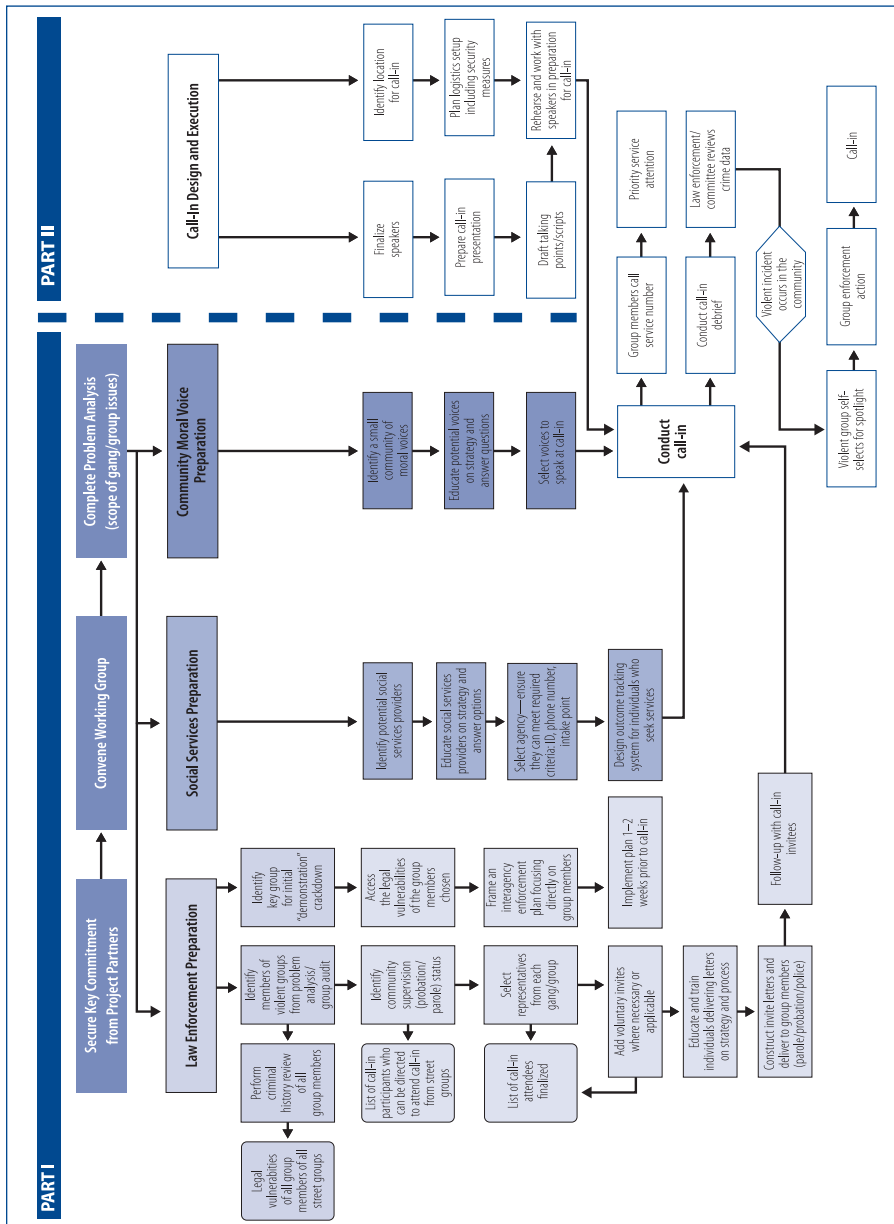 PART I
PART II
Secure Key Commitment
from Project Partners
Convene Working Group
Complete Problem Analysis
(scope of gang/group issues)
Law Enforcement Preparation
Social Services Preparation
Community Moral Voice
Preparation
Call-In Design and Execution
Identify
members of
violent groups
from problem
analysis/
group audit
Perform
criminal
history review
of all
group members
Legal
vulnerabities
of all group
members of all
street groups
Identify
community
supervision
(probation/
parole) status
List of call-in
participants who
can be directed
to attend call-in
from street
groups
Select
representatives
from each
gang/group
List of call-in
attendees
finalized
Add voluntary invites
where necessary or
applicable
Educate and train
individuals delivering letters
on strategy and process
Construct invite letters and
deliver to group members
(parole/probation/police)
Follow-up with call-in
invitees
Identify
key group
for initial
“demonstration”
crackdown
Access
the legal
vulnerabilities
of the group
members
chosen
Frame an
interagency
enforcement
plan focusing
directly on
group members
Implement plan 1–2
weeks prior to call-in
Identify potential social
services providers
Educate social services
providers on strategy and
answer options
Select agency—ensure
they can meet required
criteria: ID, phone number,
intake point
Design outcome tracking
system for individuals who
seek services
Identify a small
community of
moral voices
Educate potential voices
on strategy and
answer questions
Select voices to
speak at call-in
Finalize
speakers
Prepare call-in
presentation
Draft talking
points/scripts
Identify location
for call-in
Plan logistics setup
including security
measures
Rehearse and work with
speakers in preparation
for call-in
Conduct
call-in
Group members call
service number
Priority service
attention
Conduct call-in
debrief
Law enforcement/
committee reviews
crime data
Violent incident
occurs in the
community
Violent group self-
selects for spotlight
Group enforcement
action
Call-in